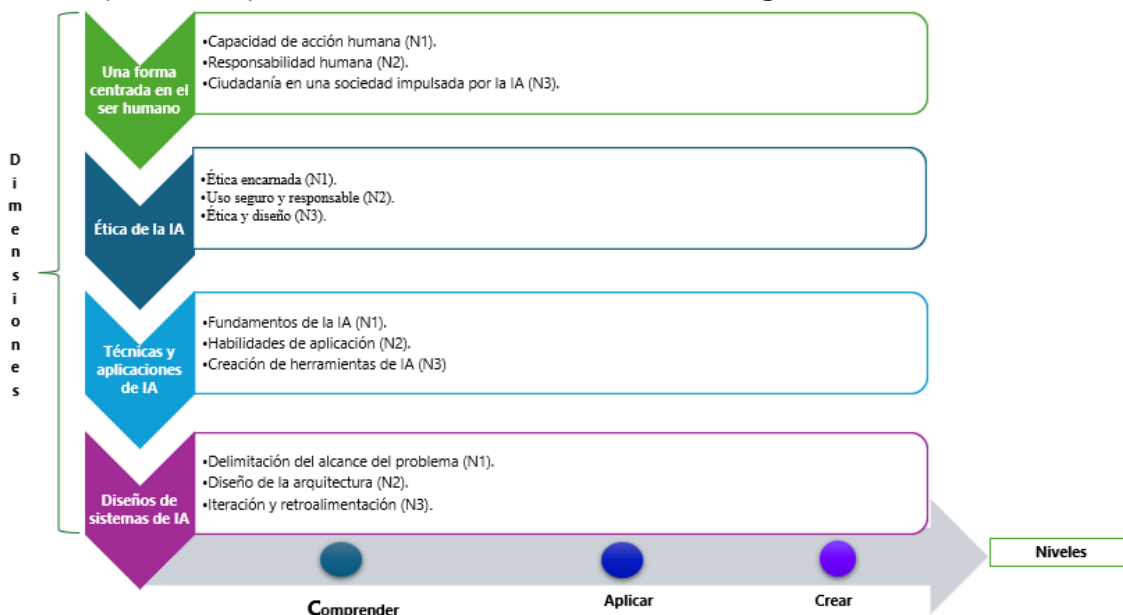 Dimensiones
Una forma
centrada en el
ser humano
•Capacidad de acción humana (N1).
•Responsabilidad humana (N2).
•Ciudadanía en una sociedad impulsada por la IA (N3).
Ética de la IA
•Ética encarnada (N1).
•Uso seguro y responsable (N2).
•Ética y diseño (N3).
Técnicas y
aplicaciones
de IA
•Fundamentos de la IA (N1).
•Habilidades de aplicación (N2).
•Creación de herramientas de IA (N3)
Diseños de
sistemas de IA
•Delimitación del alcance del problema (N1).
•Diseño de la arquitectura (N2).
•Iteración y retroalimentación (N3).
Comprender
Aplicar
Crear
Niveles